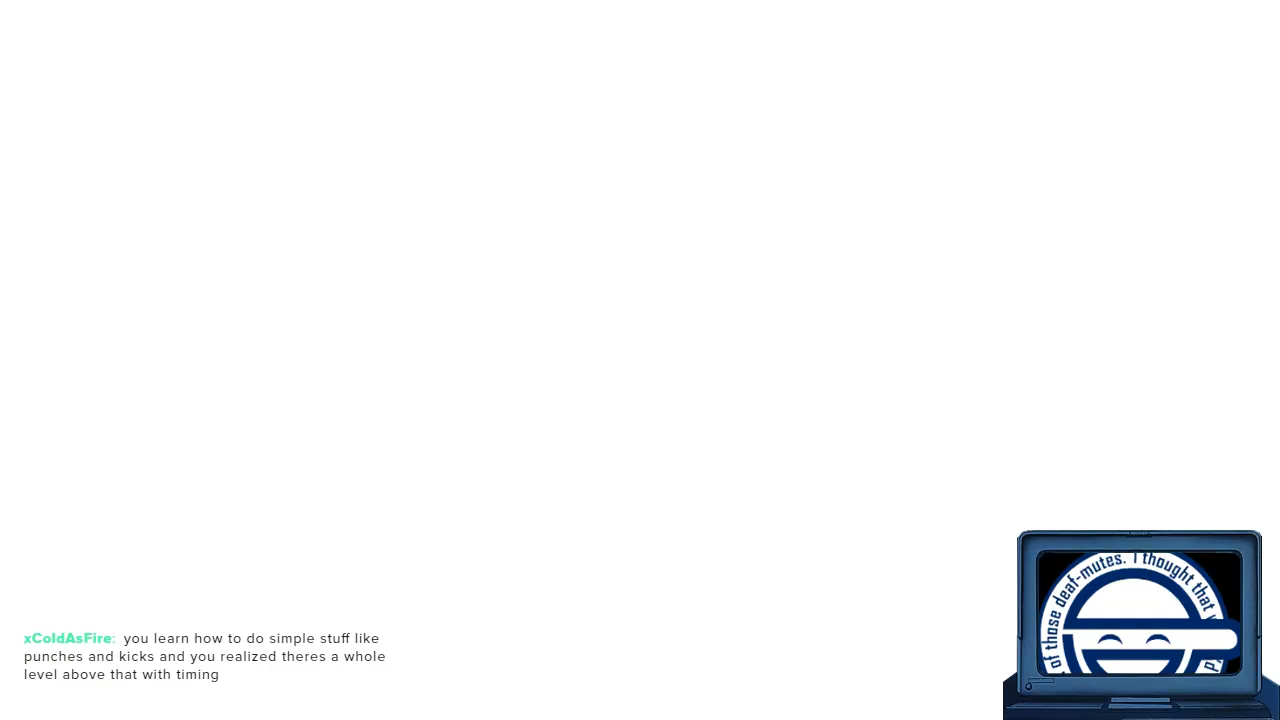 of those deaf-mutes. I thought that
xColdAsFire: you learn how to do simple stuff like
punches and kicks and you realized theres a whole
level above that with timing